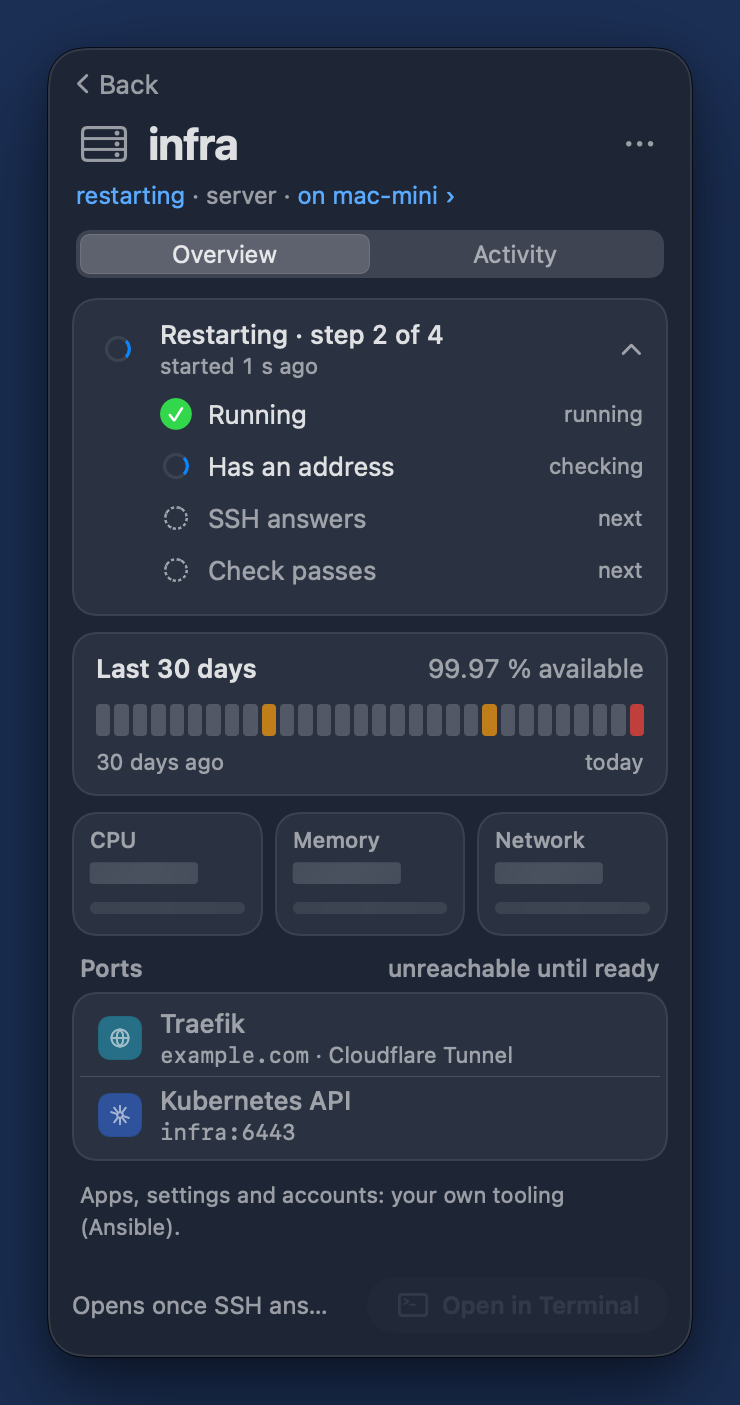 Back
infra
restarting · server · on mac-mini ›
Overview
Activity
Restarting · step 2 of 4
started 1 s ago
Running running
Has an address checking
SSH answers next
Check passes next
Last 30 days 99.97 % available
30 days ago today
CPU Memory Network
Ports unreachable until ready
Traefik
example.com · Cloudflare Tunnel
Kubernetes API
infra:6443
Apps, settings and accounts: your own tooling
(Ansible).
Opens once SSH ans... Open in Terminal